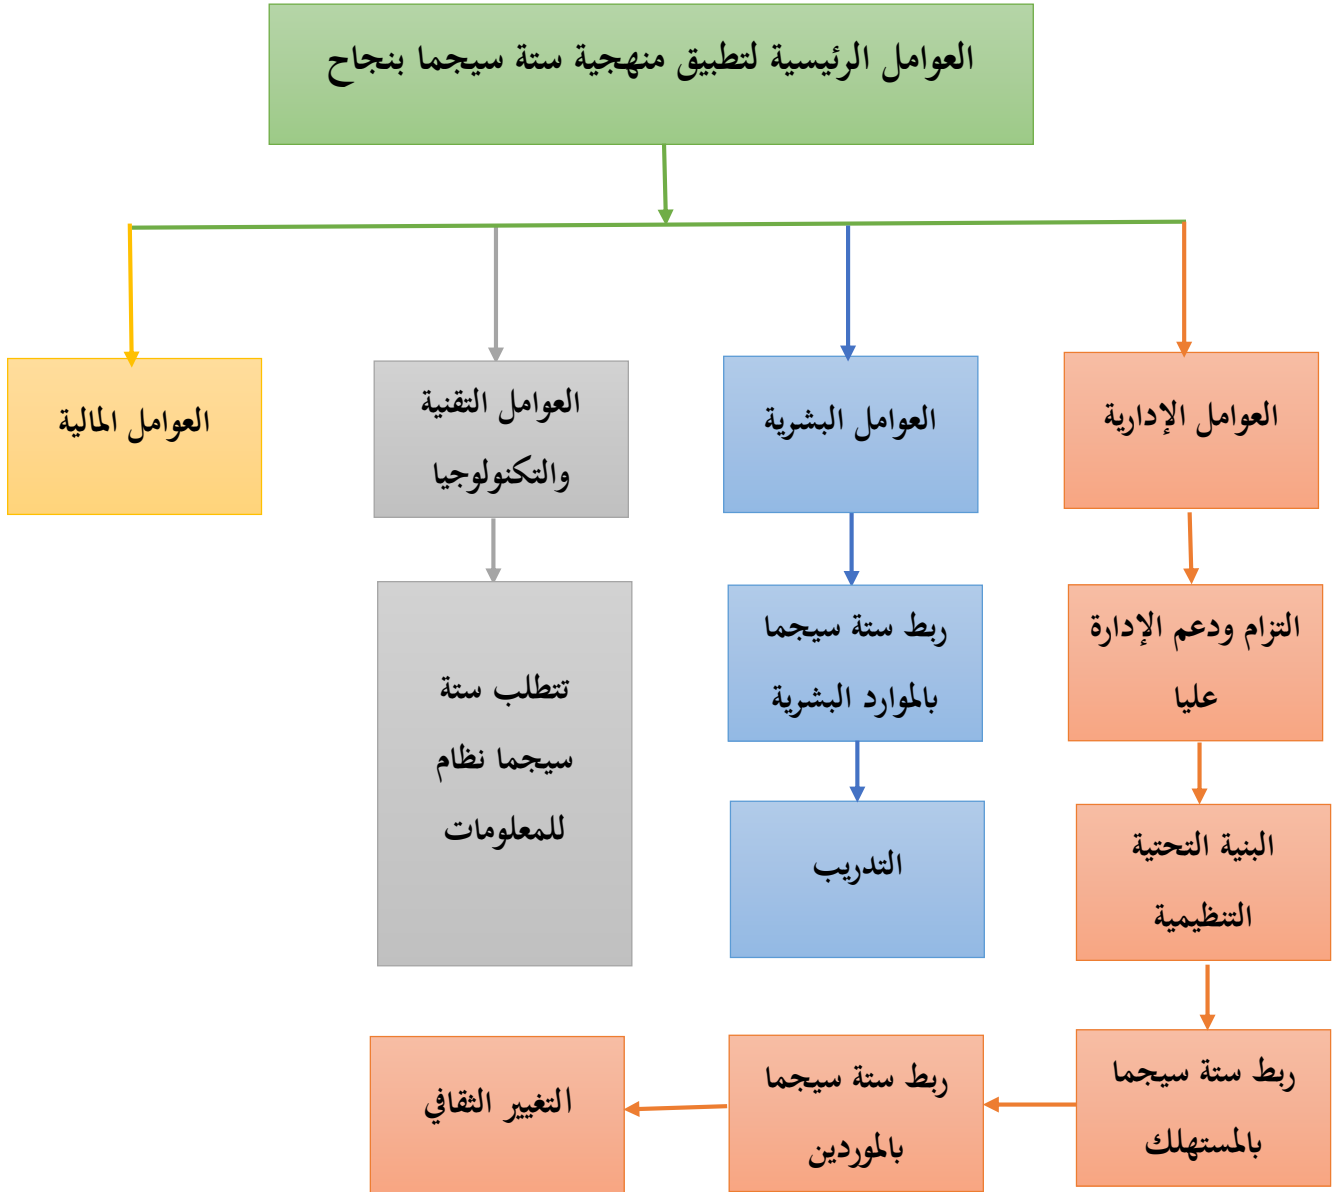 العوامل الرئيسية لتطبيق منهجية ستة سيجما بنجاح
العوامل الإدارية
العوامل البشرية
العوامل التقنية
والتكنولوجيا
العوامل المالية
التزام ودعم الإدارة
عليا
ربط ستة سيجما
بالموارد البشرية
تتطلب ستة
سيجما نظام
للمعلومات
البنية التحتية
التنظيمية
التدريب
ربط ستة سيجما
بالمستهلك
ربط ستة سيجما
بالموردين
التغيير الثقافي